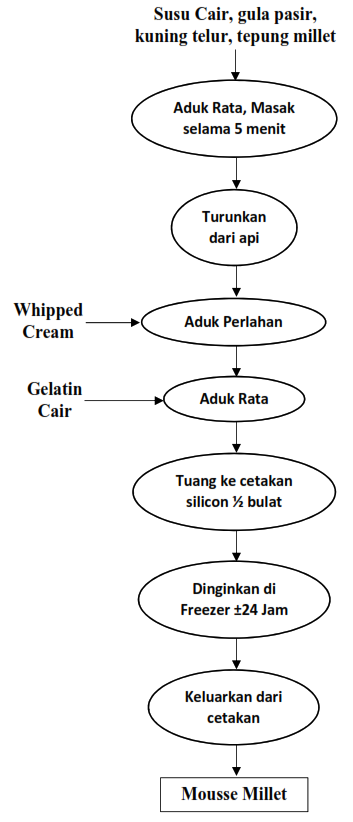 Susu Cair, gula pasir,
kuning telur, tepung millet
Aduk Rata, Masak
selama 5 menit
Turunkan
dari api
Whipped
Cream
Aduk Perlahan
Gelatin
Cair
Aduk Rata
Tuang ke cetakan
silicon ½ bulat
Dinginkan di
Freezer ±24 Jam
Keluarkan dari
cetakan
Mousse Millet